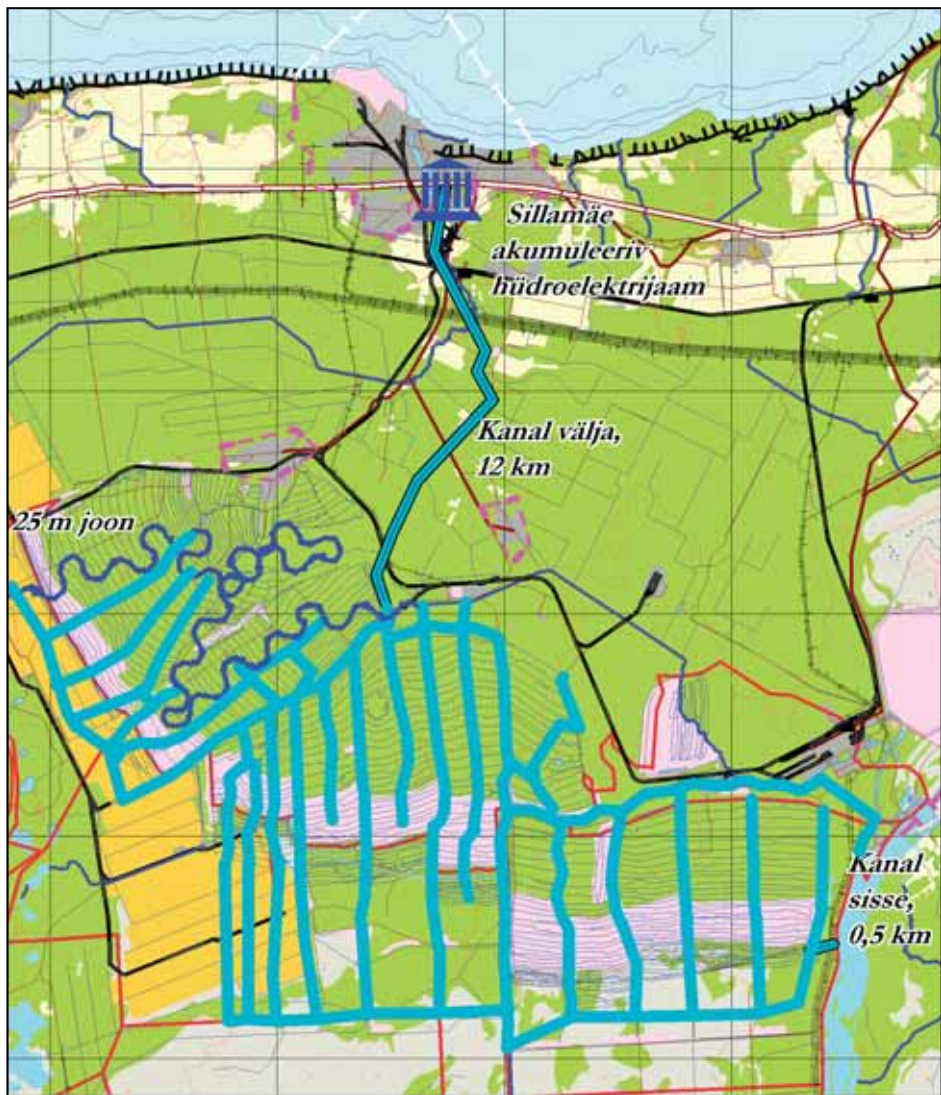 Sillamäe
akumuleeriv
hüdroelektrijaam
Kanal välja,
12 km
25 m joon
Kanal
sisse,
0,5 km